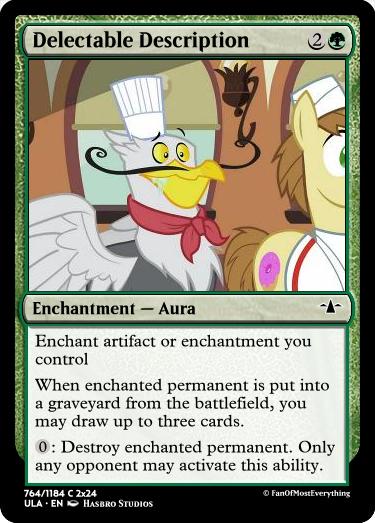 Delectable Description 2
Enchantment — Aura
Enchant artifact or enchantment you
control
When enchanted permanent is put into
a graveyard from the battlefield, you
may draw up to three cards.
0: Destroy enchanted permanent. Only
any opponent may activate this ability.
764/1184 C 2x24
ULA · EN Hasbro Studios
© FanOfMostEverything